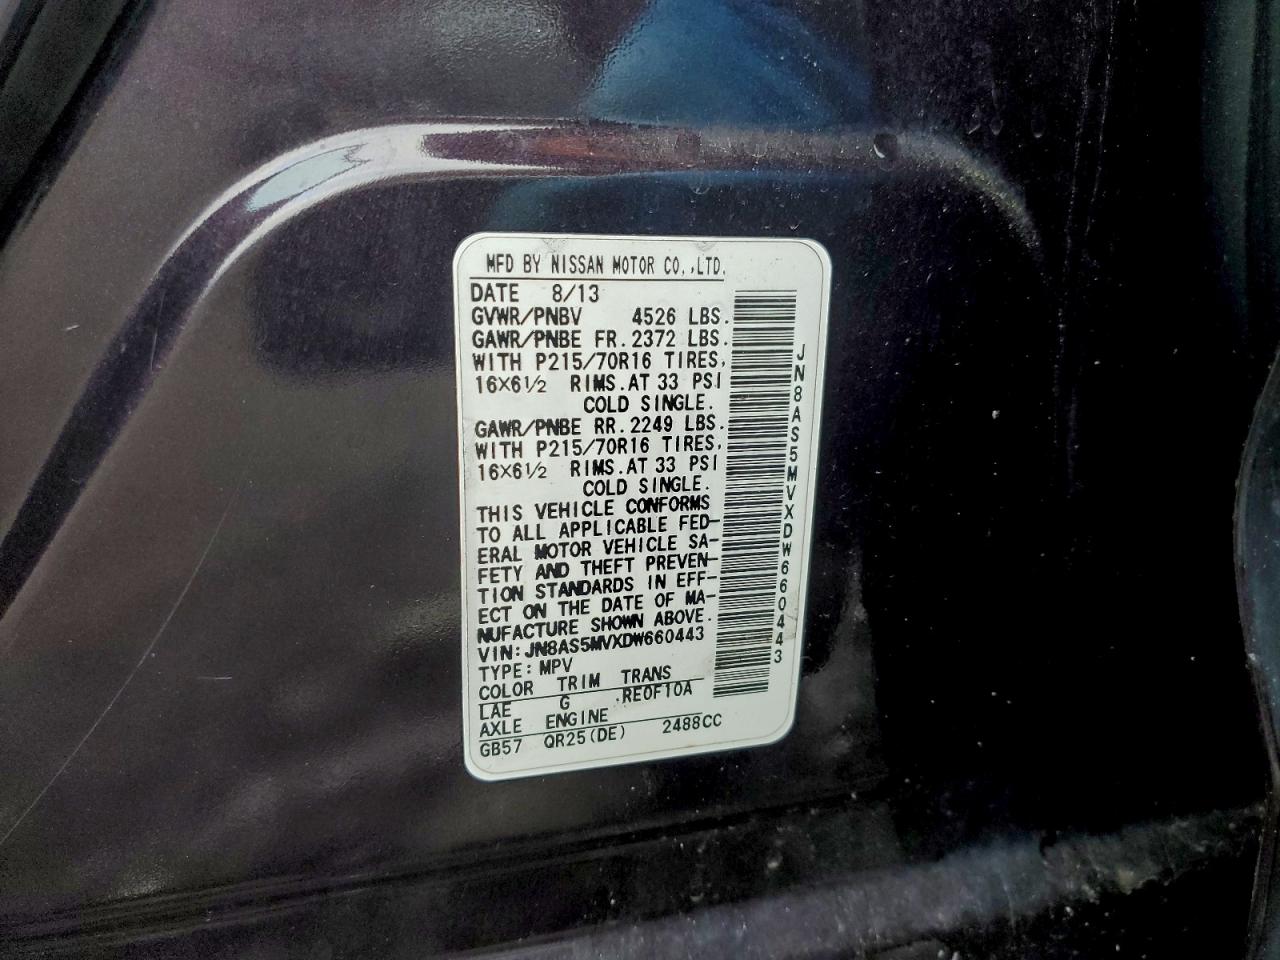 MFD BY NISSAN MOTOR CO.,LTD.
DATE 8/13
GVWR/PNBV 4526 LBS.
GAWR/PNBE FR. 2372 LBS.
WITH P215/70R16 TIRES,
16×6½ RIMS.AT 33 PSI
COLD SINGLE.
GAWR/PNBE RR. 2249 LBS.
WITH P215/70R16 TIRES,
16×6½ RIMS.AT 33 PSI
COLD SINGLE.
THIS VEHICLE CONFORMS
TO ALL APPLICABLE FED-
ERAL MOTOR VEHICLE SA-
FETY AND THEFT PREVEN-
TION STANDARDS IN EFF-
ECT ON THE DATE OF MA-
NUFACTURE SHOWN ABOVE.
VIN: JN8AS5MVXDW660443
TYPE: MPV
COLOR TRIM TRANS
LAE G RE0F10A
AXLE ENGINE
GB57 QR25(DE) 2488CC
JN8AS5MVXDW660443